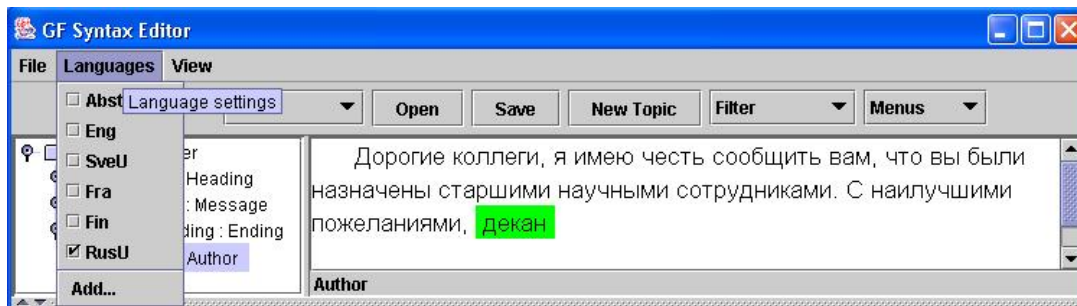 GF Syntax Editor
File Languages View
Language settings
Open Save New Topic Filter Menus
Abst
Eng
SveU
Fra
Fin
RusU
Add...
er
Heading
: Message
ding : Ending
Author
Дорогие коллеги, я имею честь сообщить вам, что вы были
назначены старшими научными сотрудниками. С наилучшими
пожеланиями, декан
Author